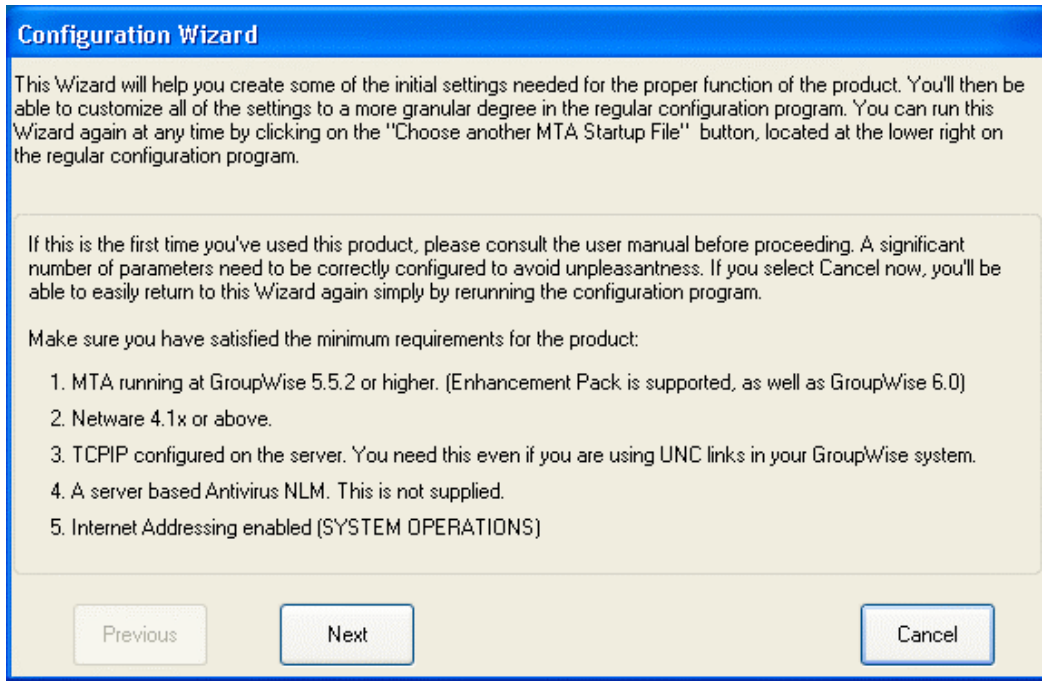 Configuration Wizard
This Wizard will help you create some of the initial settings needed for the proper function of the product. You'll then be
able to customize all of the settings to a more granular degree in the regular configuration program. You can run this
Wizard again at any time by clicking on the "Choose another MTA Startup File" button, located at the lower right on
the regular configuration program.
If this is the first time you've used this product, please consult the user manual before proceeding. A significant
number of parameters need to be correctly configured to avoid unpleasantness. If you select Cancel now, you'll be
able to easily return to this Wizard again simply by rerunning the configuration program.
Make sure you have satisfied the minimum requirements for the product:
1. MTA running at GroupWise 5.5.2 or higher. (Enhancement Pack is supported, as well as GroupWise 6.0)
2. Netware 4.1x or above.
3. TCPIP configured on the server. You need this even if you are using UNC links in your GroupWise system.
4. A server based Antivirus NLM. This is not supplied.
5. Internet Addressing enabled (SYSTEM OPERATIONS)
Previous Next Cancel